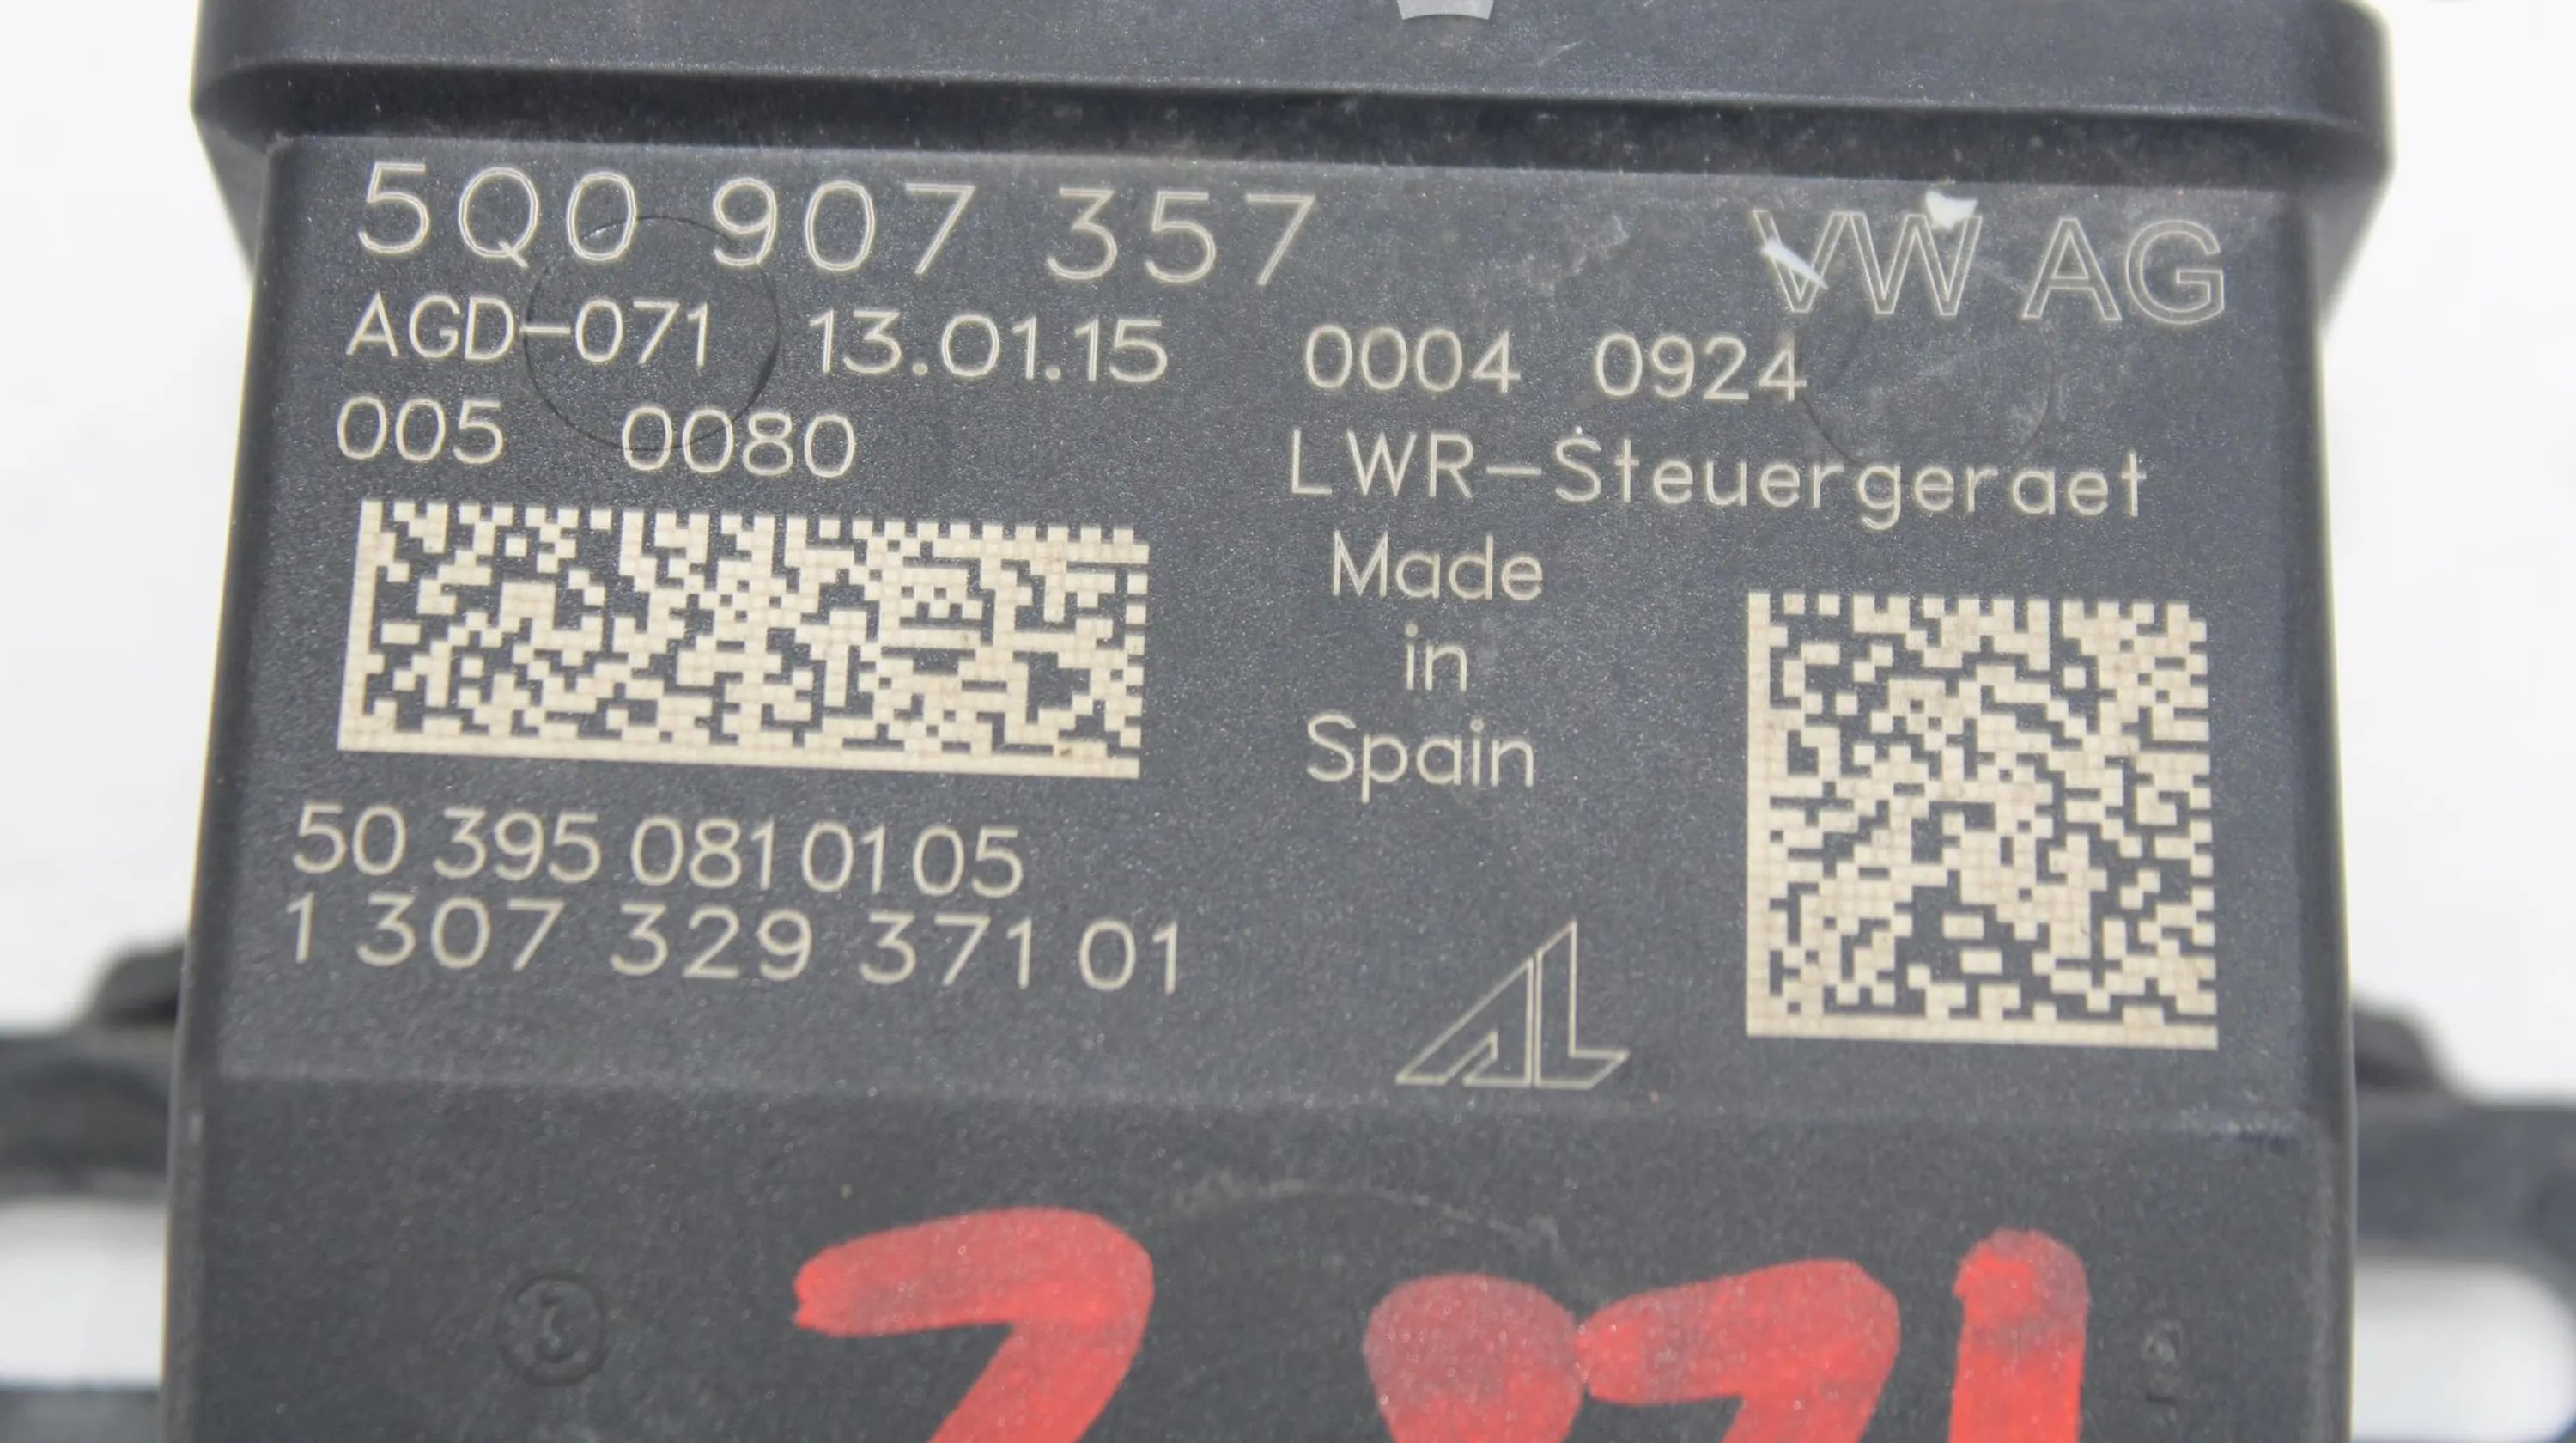 5Q0 907 357
VW AG
AGD-071 13.01.15
0004 0924
005 0080
LWR-Steuergeraet
Made
in
Spain
50 395 0810105
1 307 329 371 01
AL